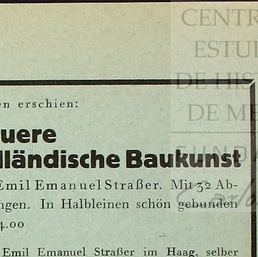 CENTR
ESTU
DE HIS
DE ME
en erschien:
uere
lländische Baukunst
Emil Emanuel Straßer. Mit 32 Ab-
ngen. In Halbleinen schön gebunden
4.00
Emil Emanuel Straßer im Haag, selber